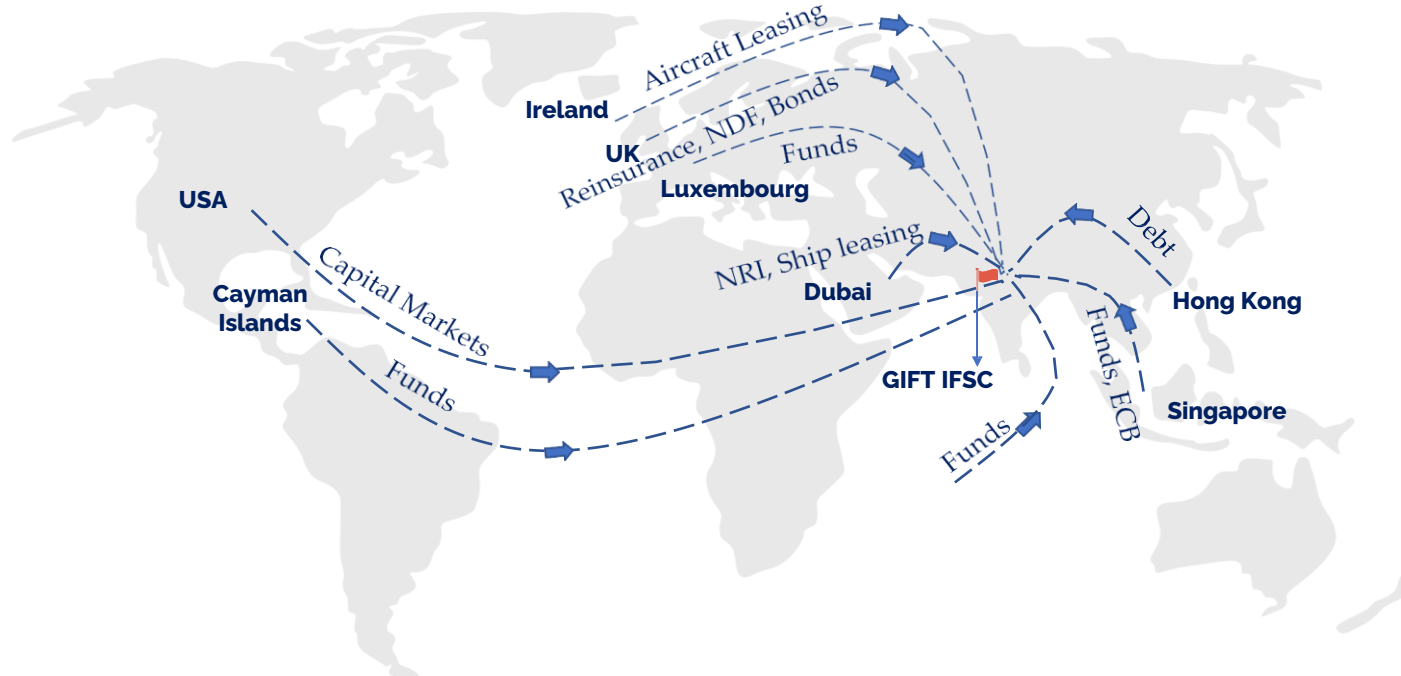 Aircraft Leasing
Ireland
Reinsurance, NDF, Bonds
UK
Funds
Luxembourg
USA
Capital Markets
Cayman
Islands
Funds
NRI, Ship leasing
Dubai
Debt
Hong Kong
GIFT IFSC
Funds, ECB
Singapore
Funds